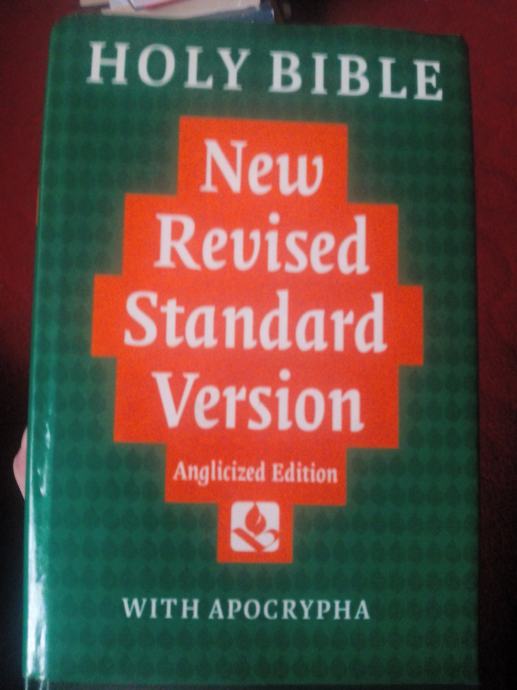 HOLY BIBLE
New
Revised
Standard
Version
Anglicized Edition
WITH APOCRYPHA